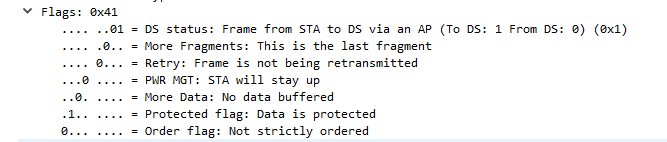 Flags: 0x41
.... ..01 = DS status: Frame from STA to DS via an AP (To DS: 1 From DS: 0) (0x1)
.... .0.. = More Fragments: This is the last fragment
.... 0... = Retry: Frame is not being retransmitted
...0 .... = PWR MGT: STA will stay up
..0. .... = More Data: No data buffered
.1.. .... = Protected flag: Data is protected
0... .... = Order flag: Not strictly ordered